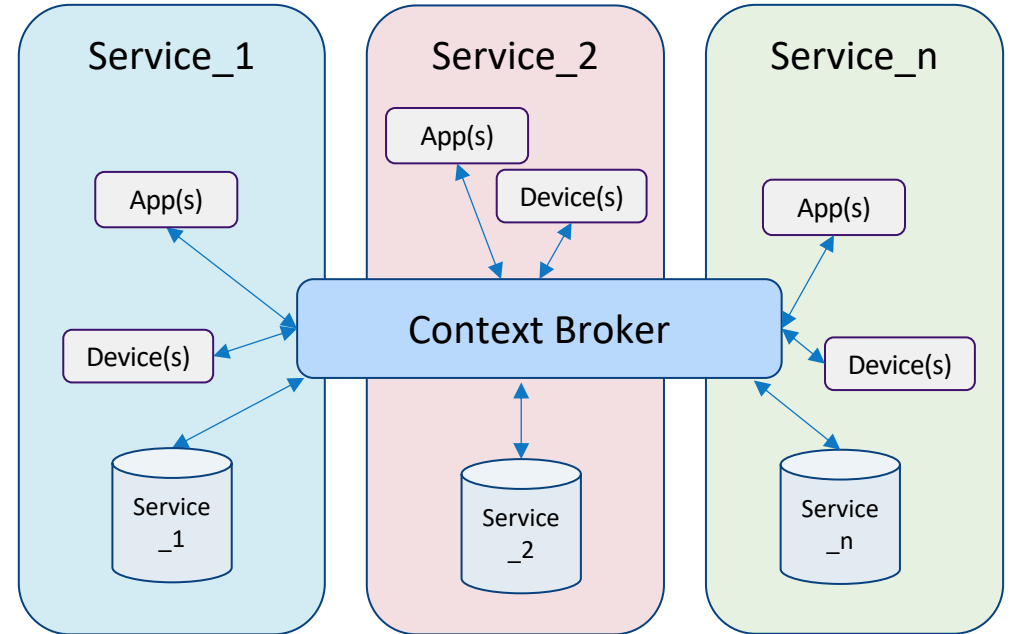 Service_1
Service_2
Service_n
App(s)
Device(s)
App(s)
Device(s)
App(s)
Device(s)
Context Broker
Service
_1
Service
_2
Service
_n